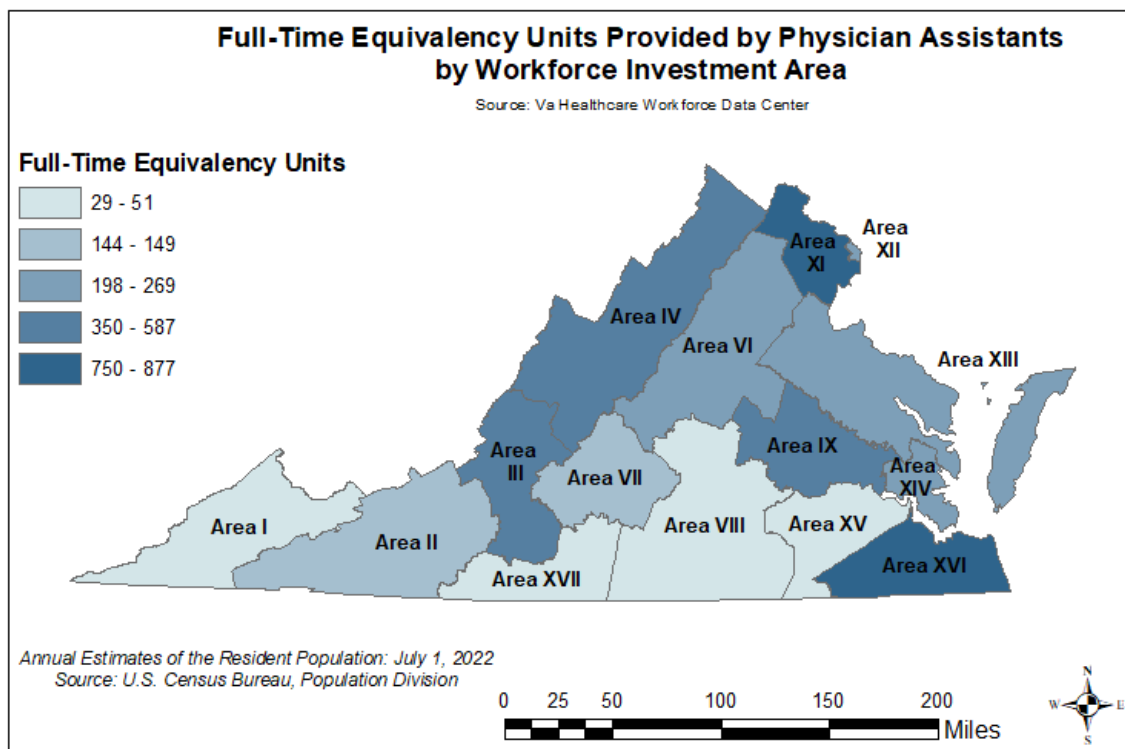 Full-Time Equivalency Units Provided by Physician Assistants
by Workforce Investment Area
Source: Va Healthcare Workforce Data Center
Full-Time Equivalency Units
29 - 51
144 - 149
198 - 269
350 - 587
750 - 877
Area
XII
Area
XI
Area IV
Area VI
Area XIII
Area
III
Area IX
Area VII
Area
XIV
Area I
Area II
Area VIII
Area XV
Area XVII
Area XVI
Annual Estimates of the Resident Population: July 1, 2022
Source: U.S. Census Bureau, Population Division
0 25 50 100 150 200
Miles
N
W E
S